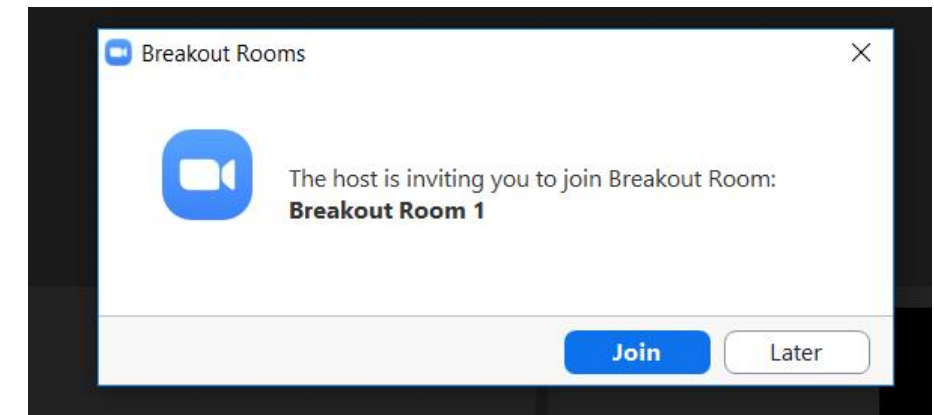 Breakout Rooms
The host is inviting you to join Breakout Room:
Breakout Room 1
Join
Later